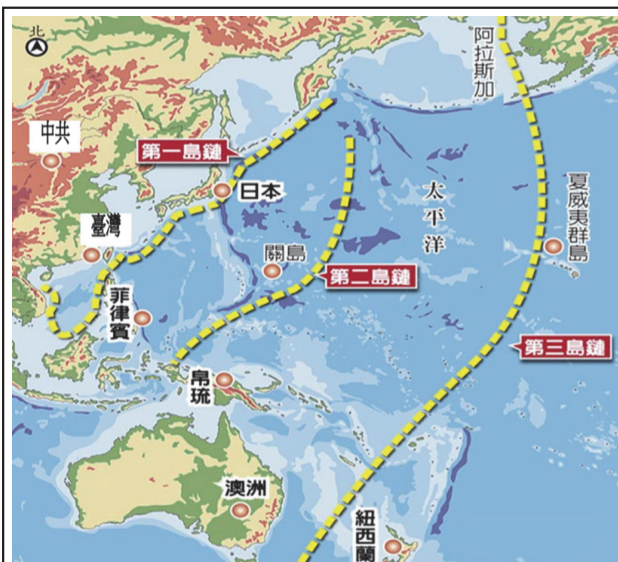 北
阿拉斯加
中共
第一島鏈
日本
太平洋
夏威夷群島
臺灣
關島
第二島鏈
菲律賓
第三島鏈
帛琉
澳洲
紐西蘭